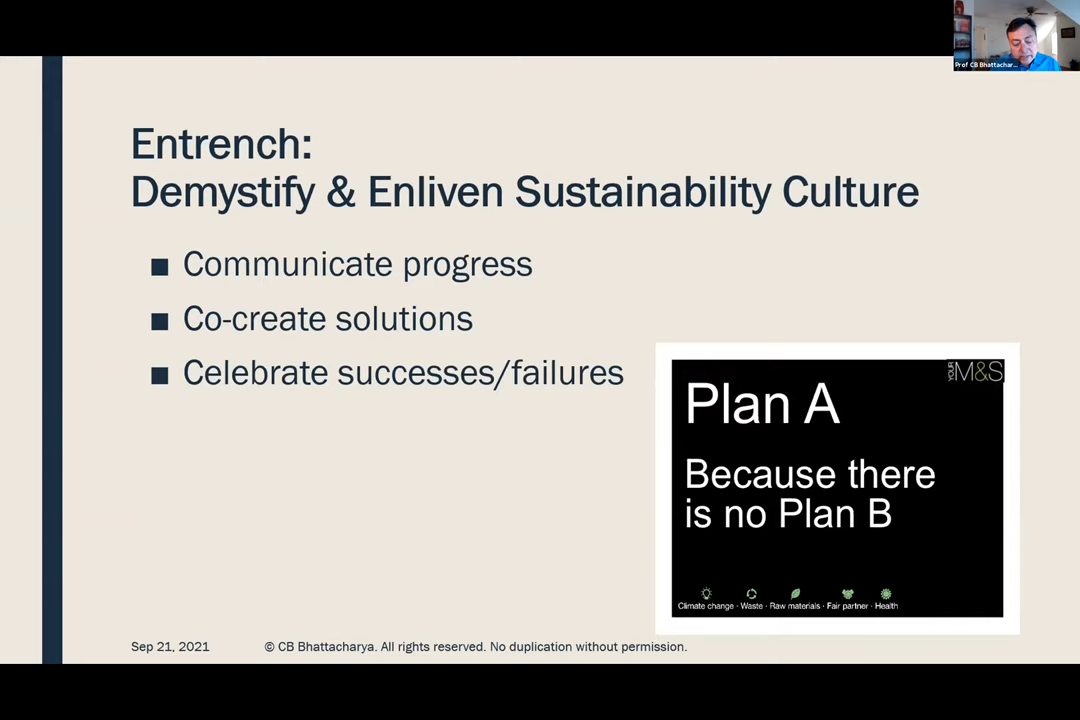 Prof CB Bhattachar...
Entrench:
Demystify & Enliven Sustainability Culture
■ Communicate progress
■ Co-create solutions
■ Celebrate successes/failures
YOUR M&S
Plan A
Because there
is no Plan B
Climate change · Waste · Raw materials · Fair partner · Health
Sep 21, 2021 © CB Bhattacharya. All rights reserved. No duplication without permission.